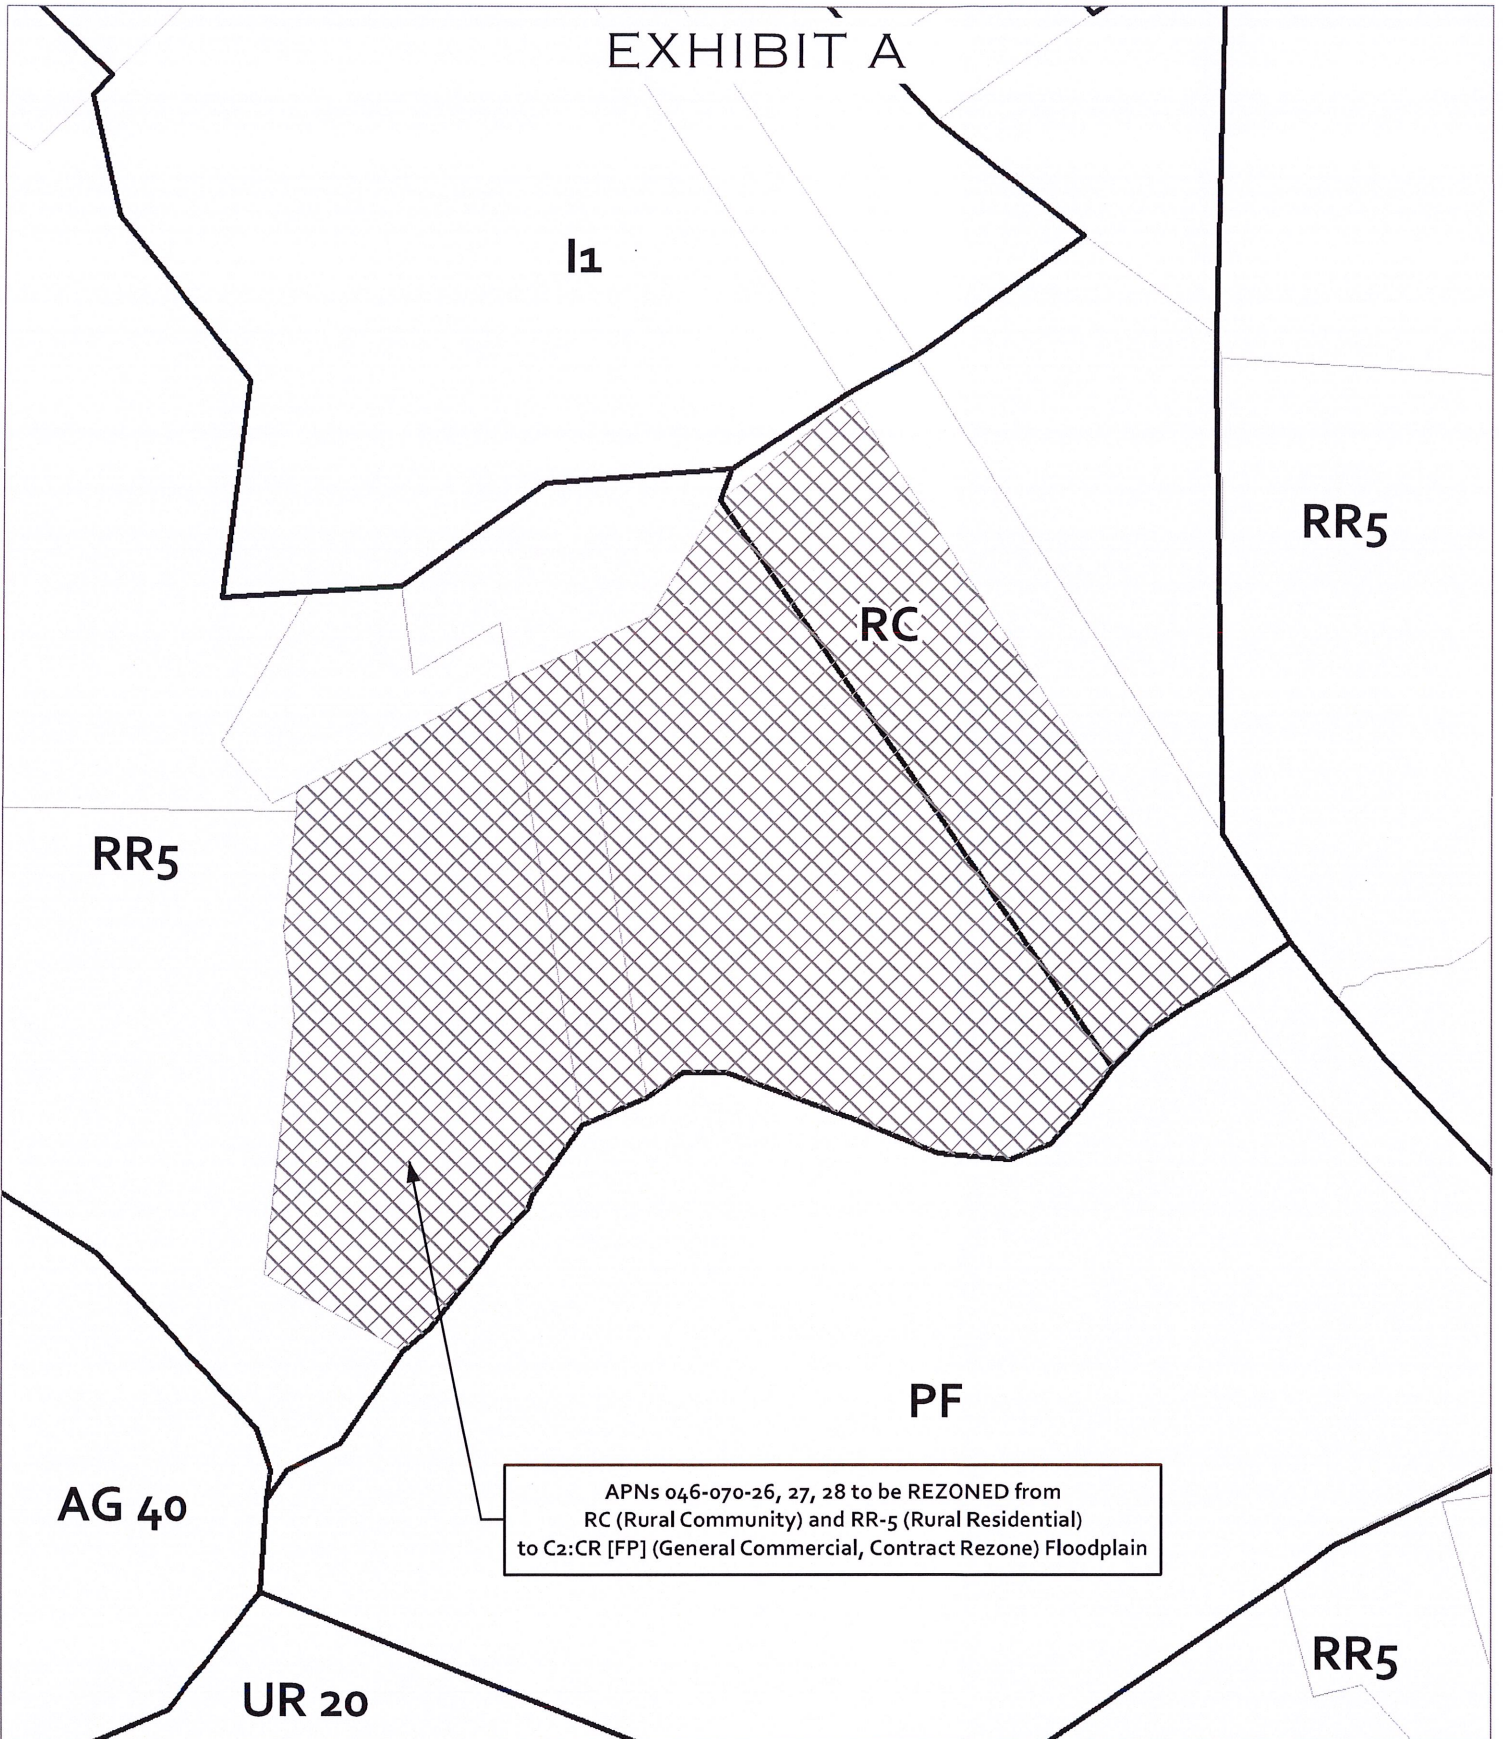 EXHIBIT A
I1
RR5
RC
RR5
PF
APNs 046-070-26, 27, 28 to be REZONED from
RC (Rural Community) and RR-5 (Rural Residential)
to C2:CR [FP] (General Commercial, Contract Rezone) Floodplain
AG 40
RR5
UR 20